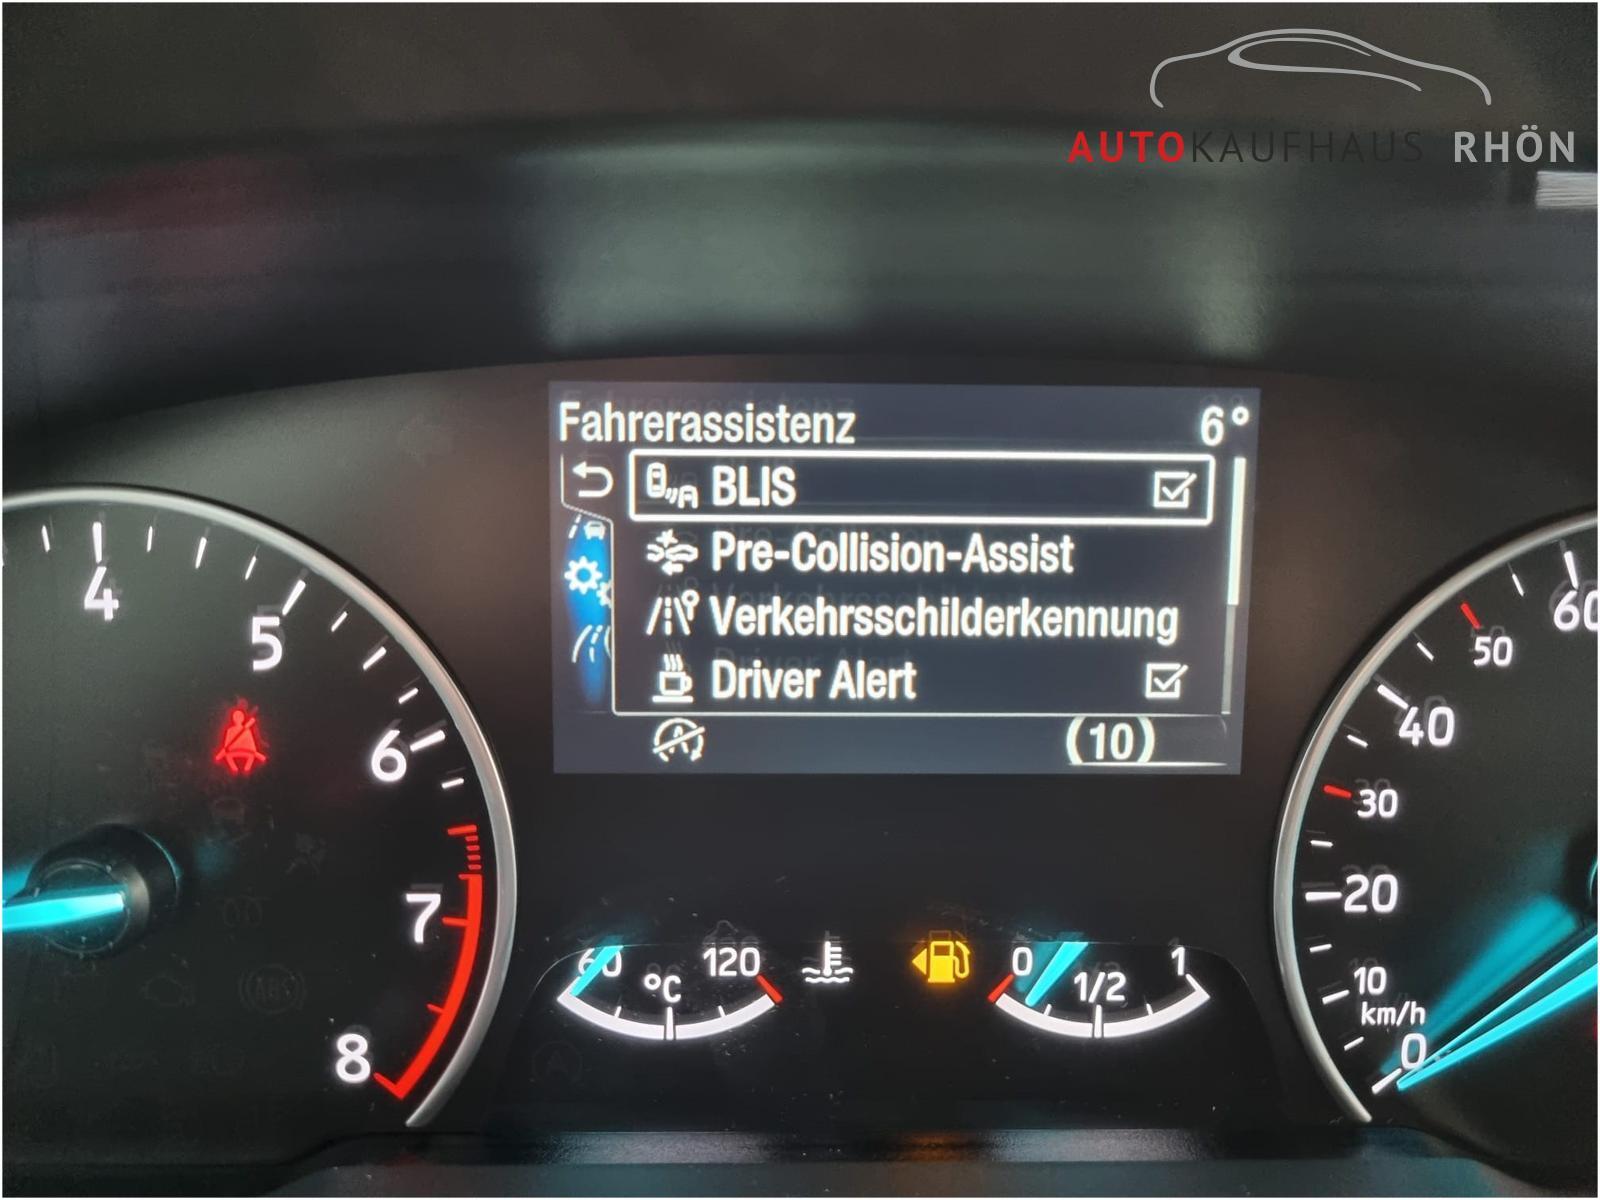 AUTOKAUFHAUS RHÖN
Fahrerassistenz 6°
BLIS
Pre-Collision-Assist
Verkehrsschilderkennung
Driver Alert
A
(10)
4
5
6
7
8
60 120
°C
0 1/2 1
60
50
40
30
20
10
km/h
0
ABS